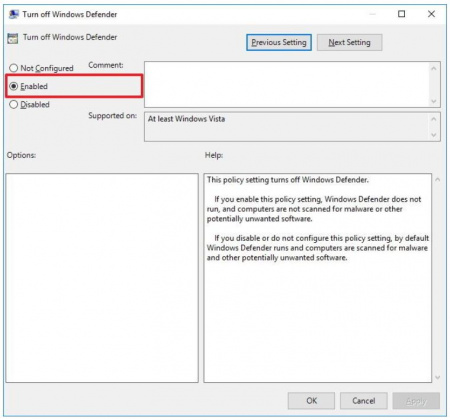 Turn off Windows Defender
Turn off Windows Defender
Previous Setting
Next Setting
Not Configured
Comment:
Enabled
Disabled
Supported on:
At least Windows Vista
Options:
Help:
This policy setting turns off Windows Defender.
If you enable this policy setting, Windows Defender does not
run, and computers are not scanned for malware or other
potentially unwanted software.
If you disable or do not configure this policy setting, by default
Windows Defender runs and computers are scanned for malware
and other potentially unwanted software.
OK
Cancel
Apply